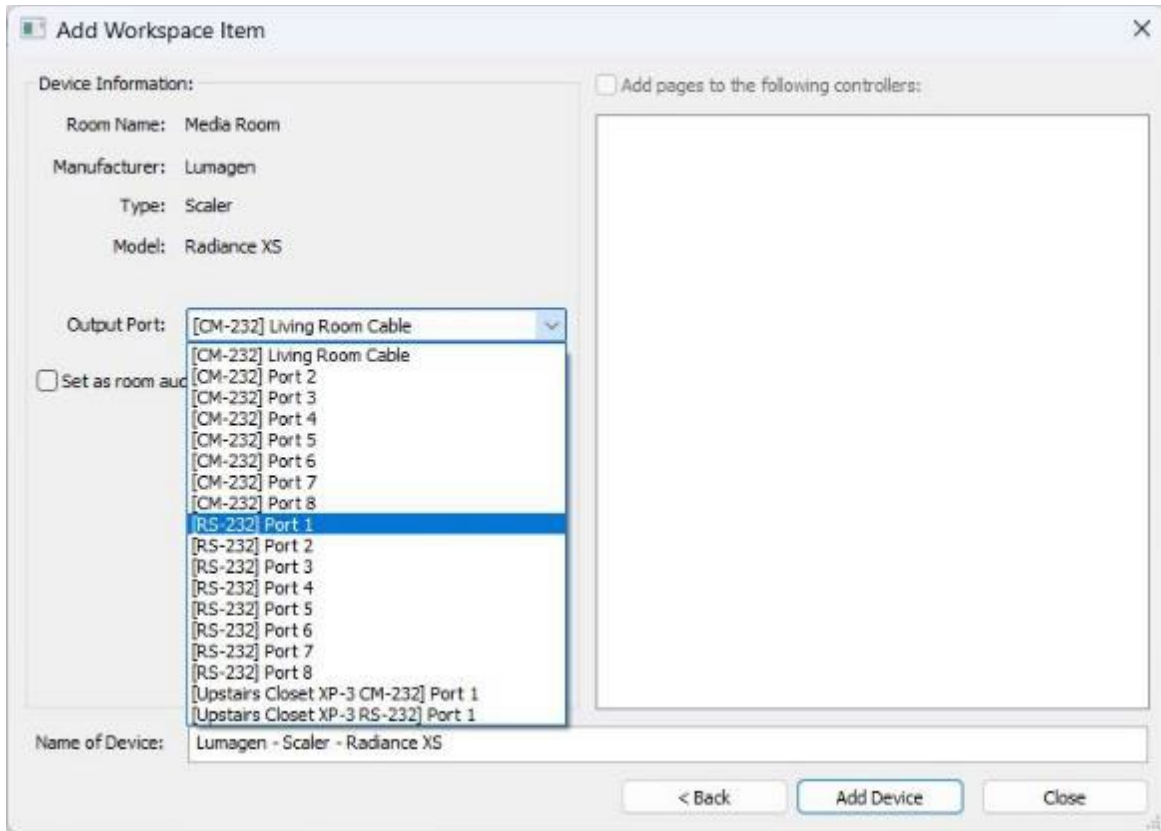 Add Workspace Item
Device Information:
Room Name: Media Room
Manufacturer: Lumagen
Type: Scaler
Model: Radiance XS
Output Port: [CM-232] Living Room Cable
[CM-232] Living Room Cable
[CM-232] Port 2
Set as room aud
[CM-232] Port 3
[CM-232] Port 4
[CM-232] Port 5
[CM-232] Port 6
[CM-232] Port 7
[CM-232] Port 8
[RS-232] Port 1
[RS-232] Port 2
[RS-232] Port 3
[RS-232] Port 4
[RS-232] Port 5
[RS-232] Port 6
[RS-232] Port 7
[RS-232] Port 8
[Upstairs Closet XP-3 CM-232] Port 1
[Upstairs Closet XP-3 RS-232] Port 1
Add pages to the following controllers:
Name of Device: Lumagen - Scaler - Radiance XS
< Back Add Device Close